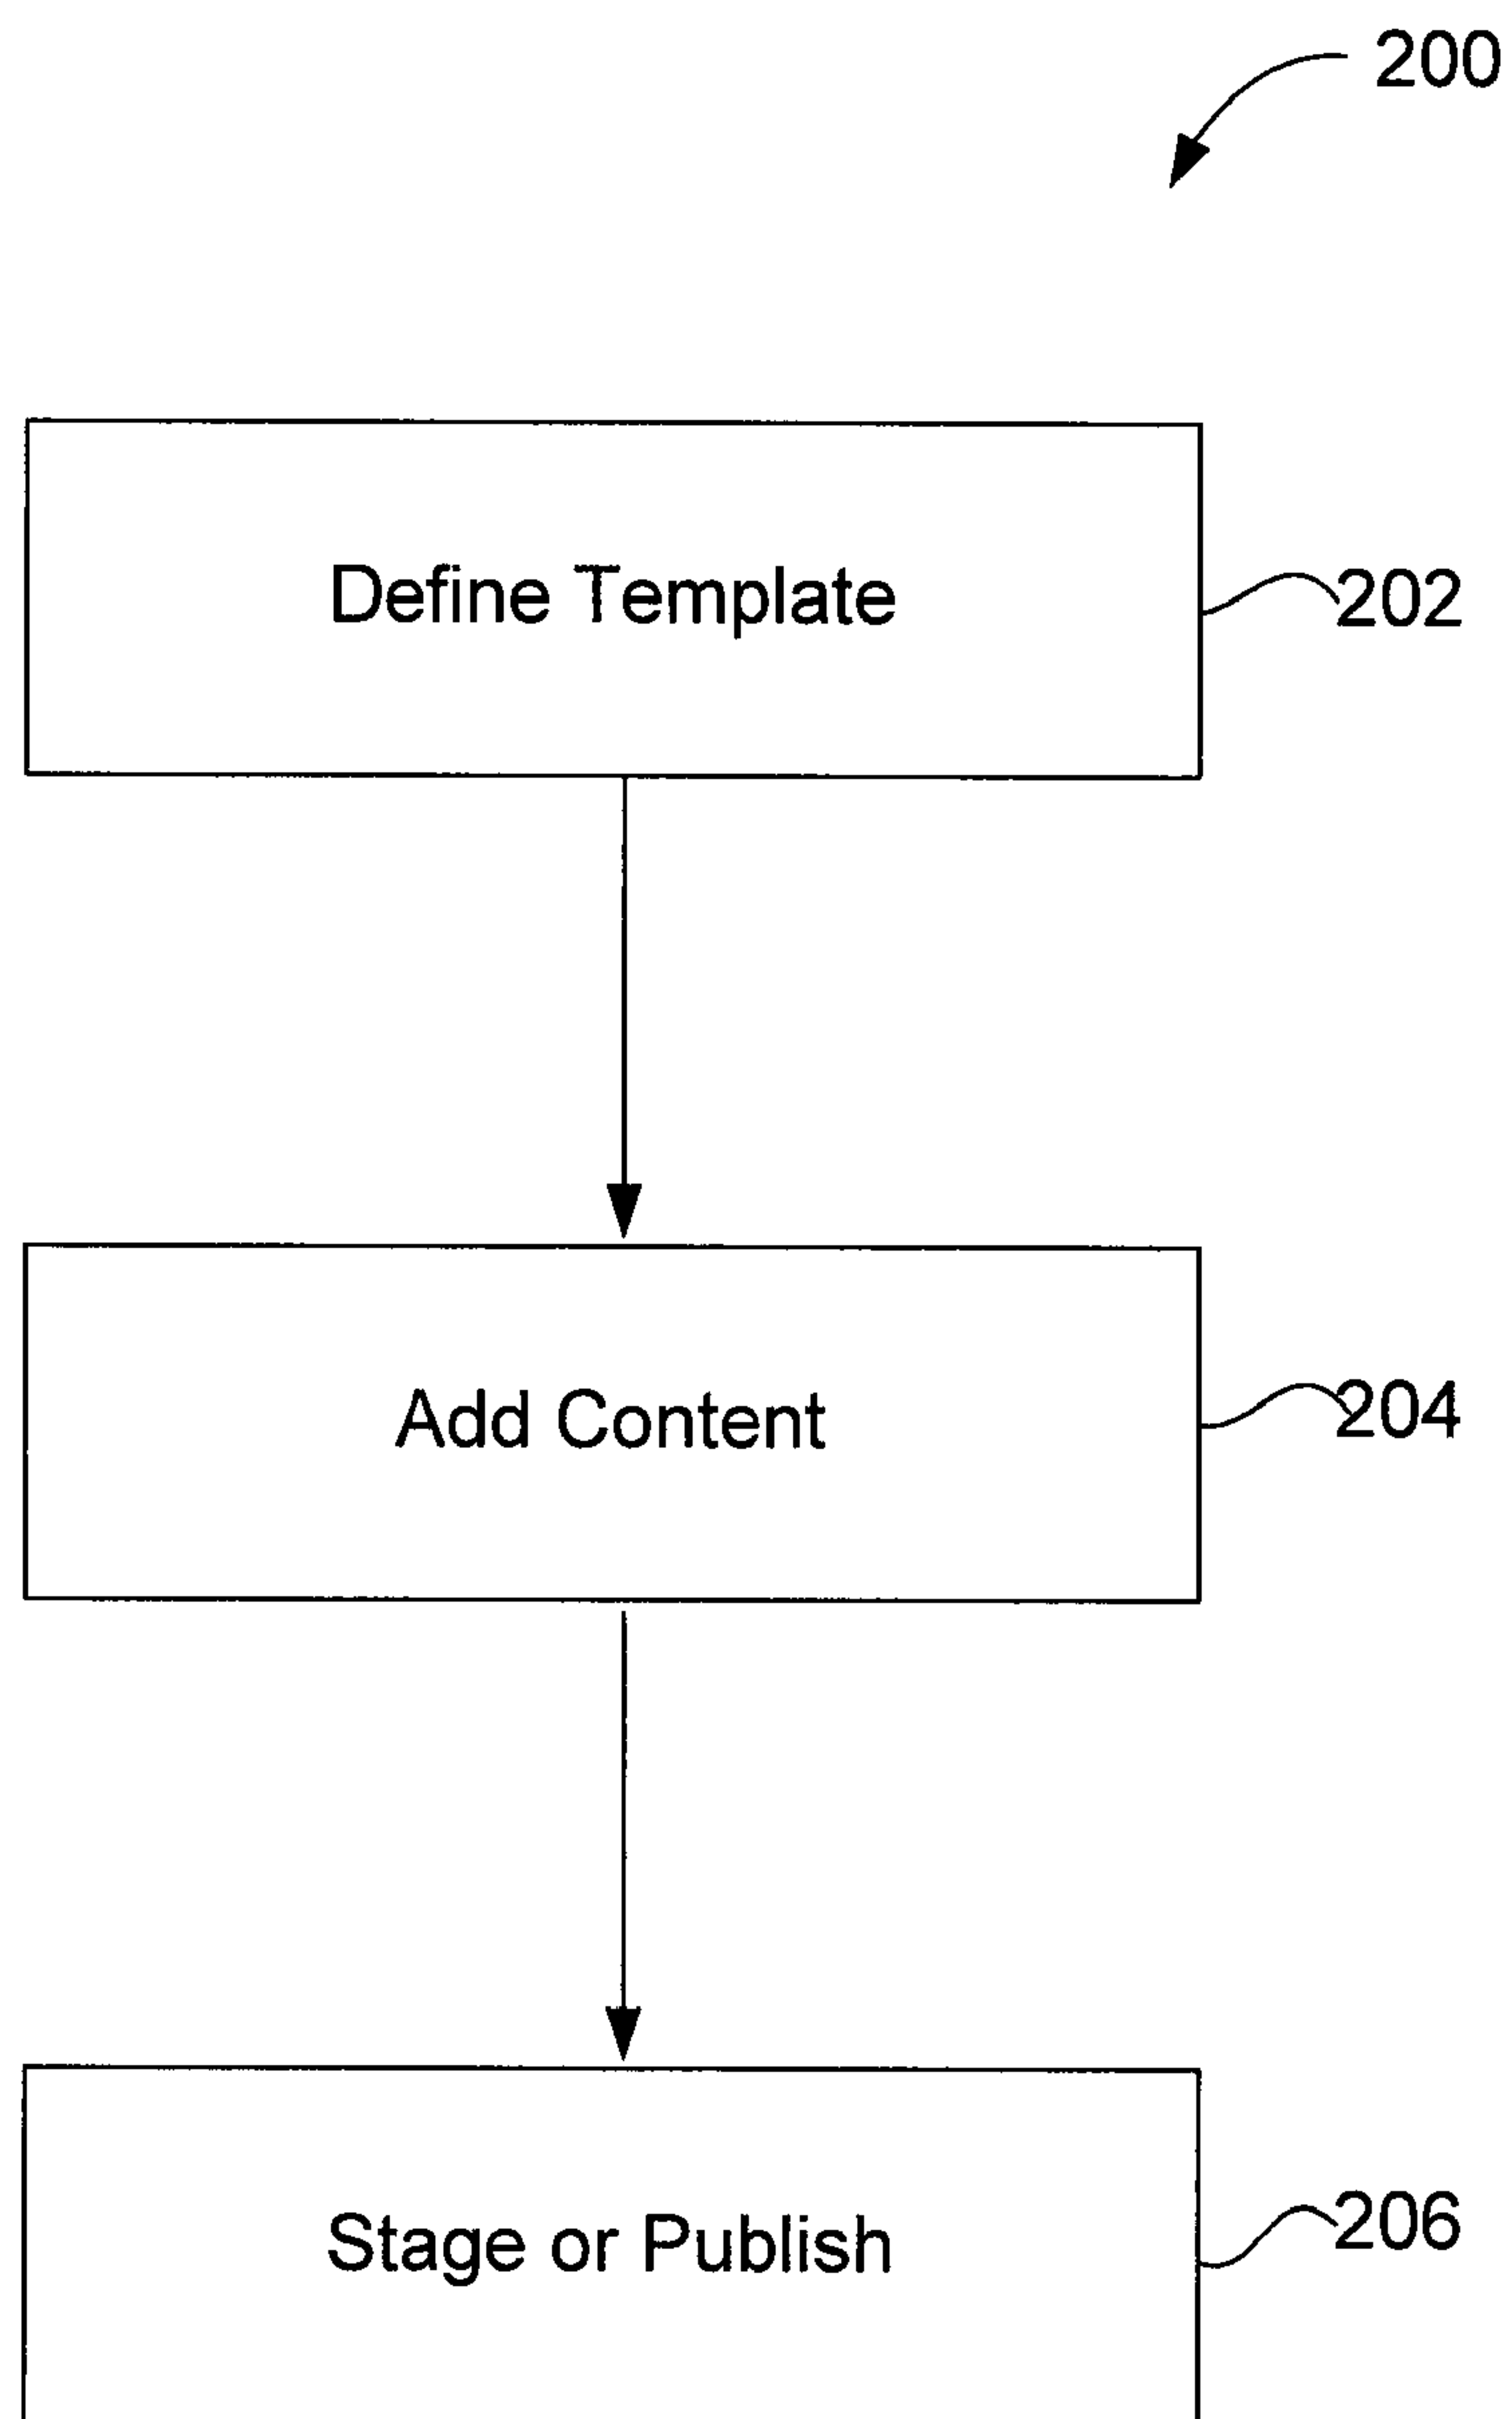 200
Define Template
202
Add Content
204
Stage or Publish
206